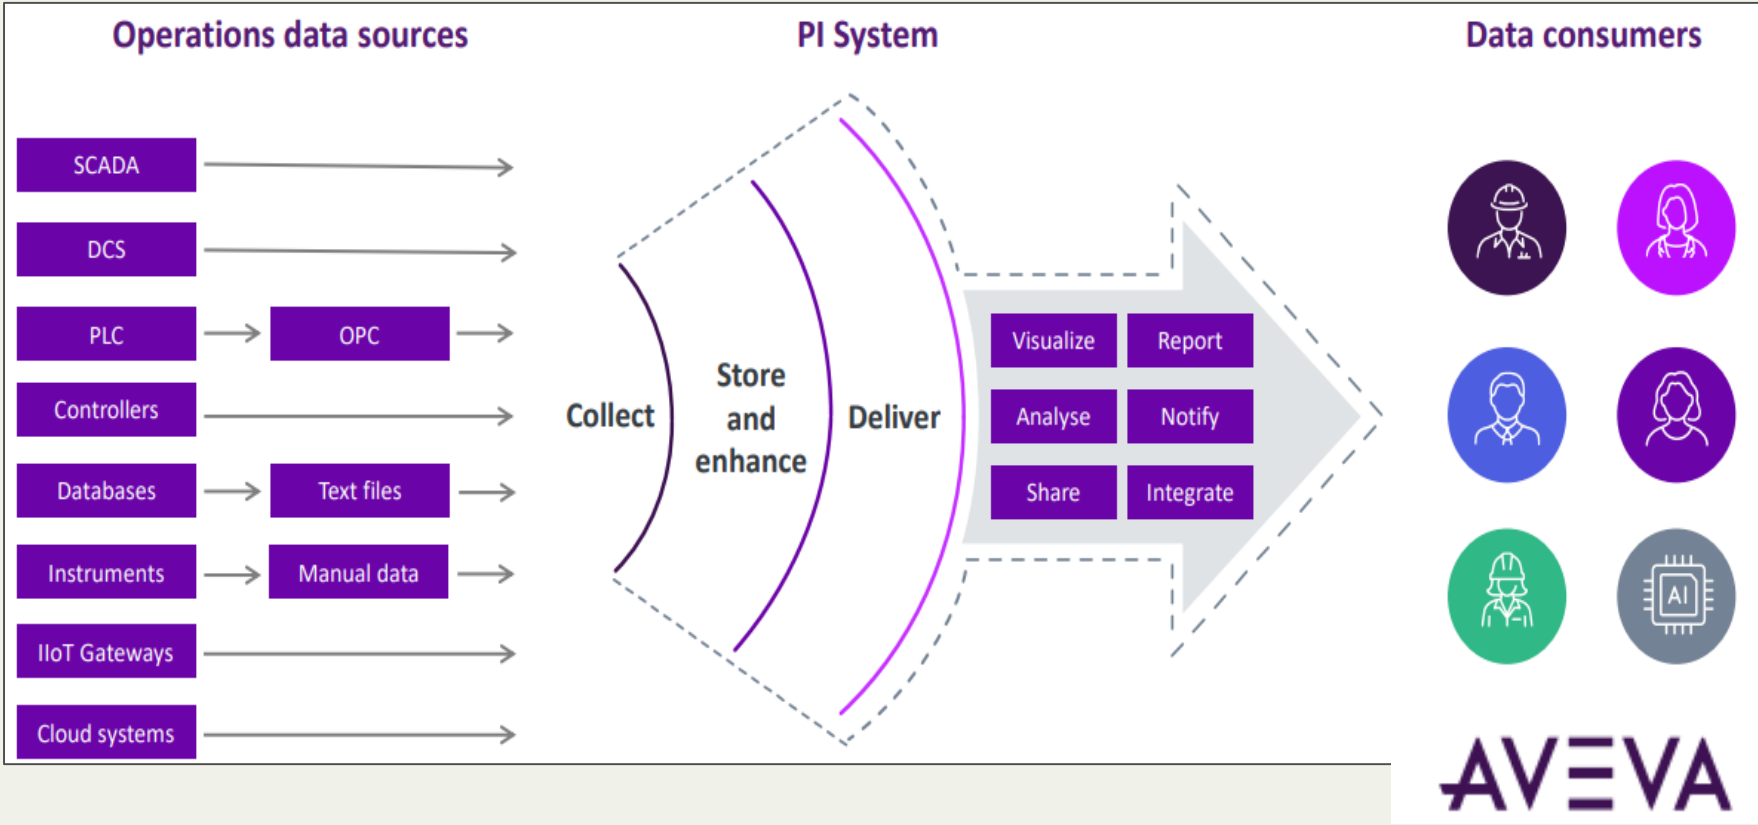 Operations data sources
PI System
Data consumers
SCADA
DCS
PLC
OPC
Controllers
Databases
Text files
Instruments
Manual data
IIoT Gateways
Cloud systems
Collect
Store
and
enhance
Deliver
Visualize
Report
Analyse
Notify
Share
Integrate
AI
AVEVA